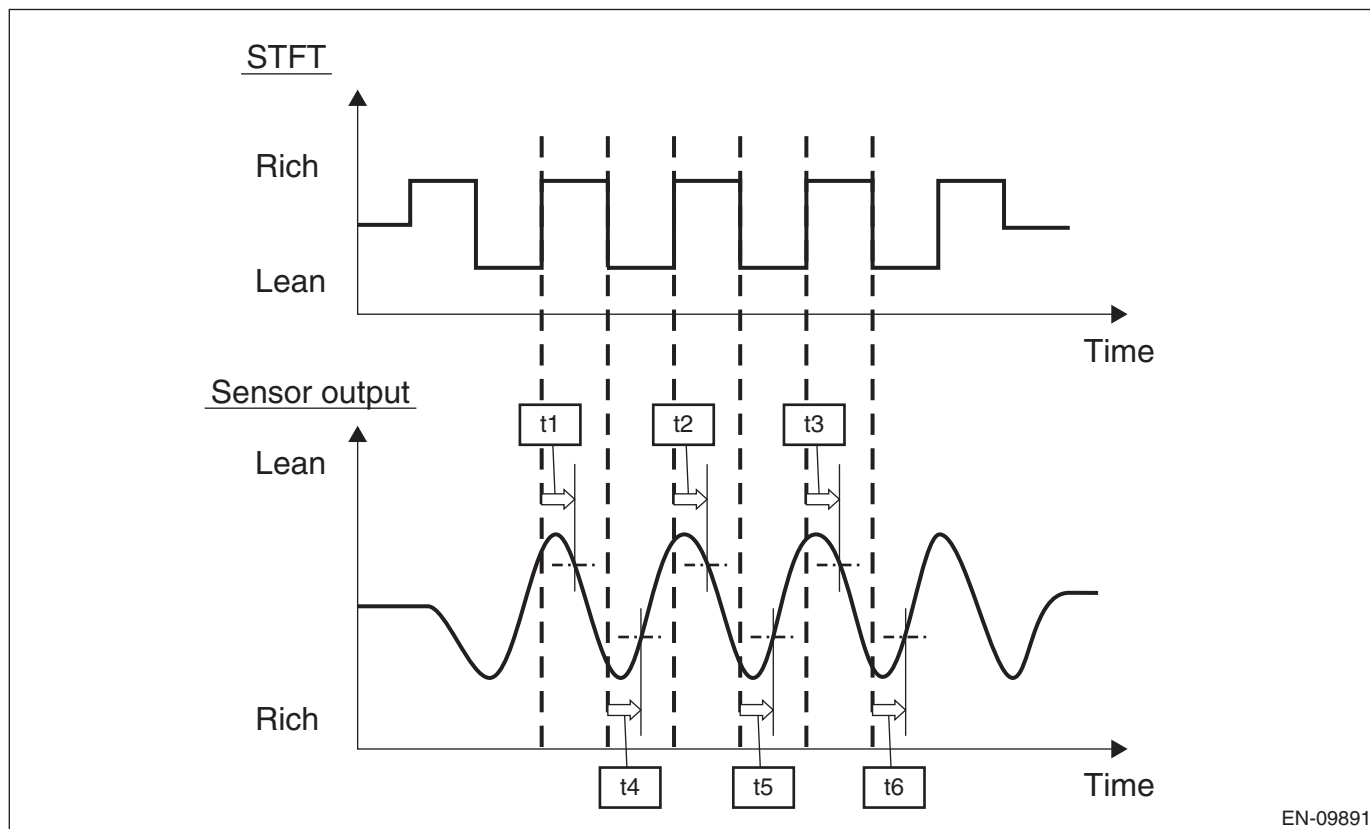 STFT
Rich
Lean
Time
Sensor output
t1
t2
t3
Lean
Rich
t4
t5
t6
Time
EN-09891